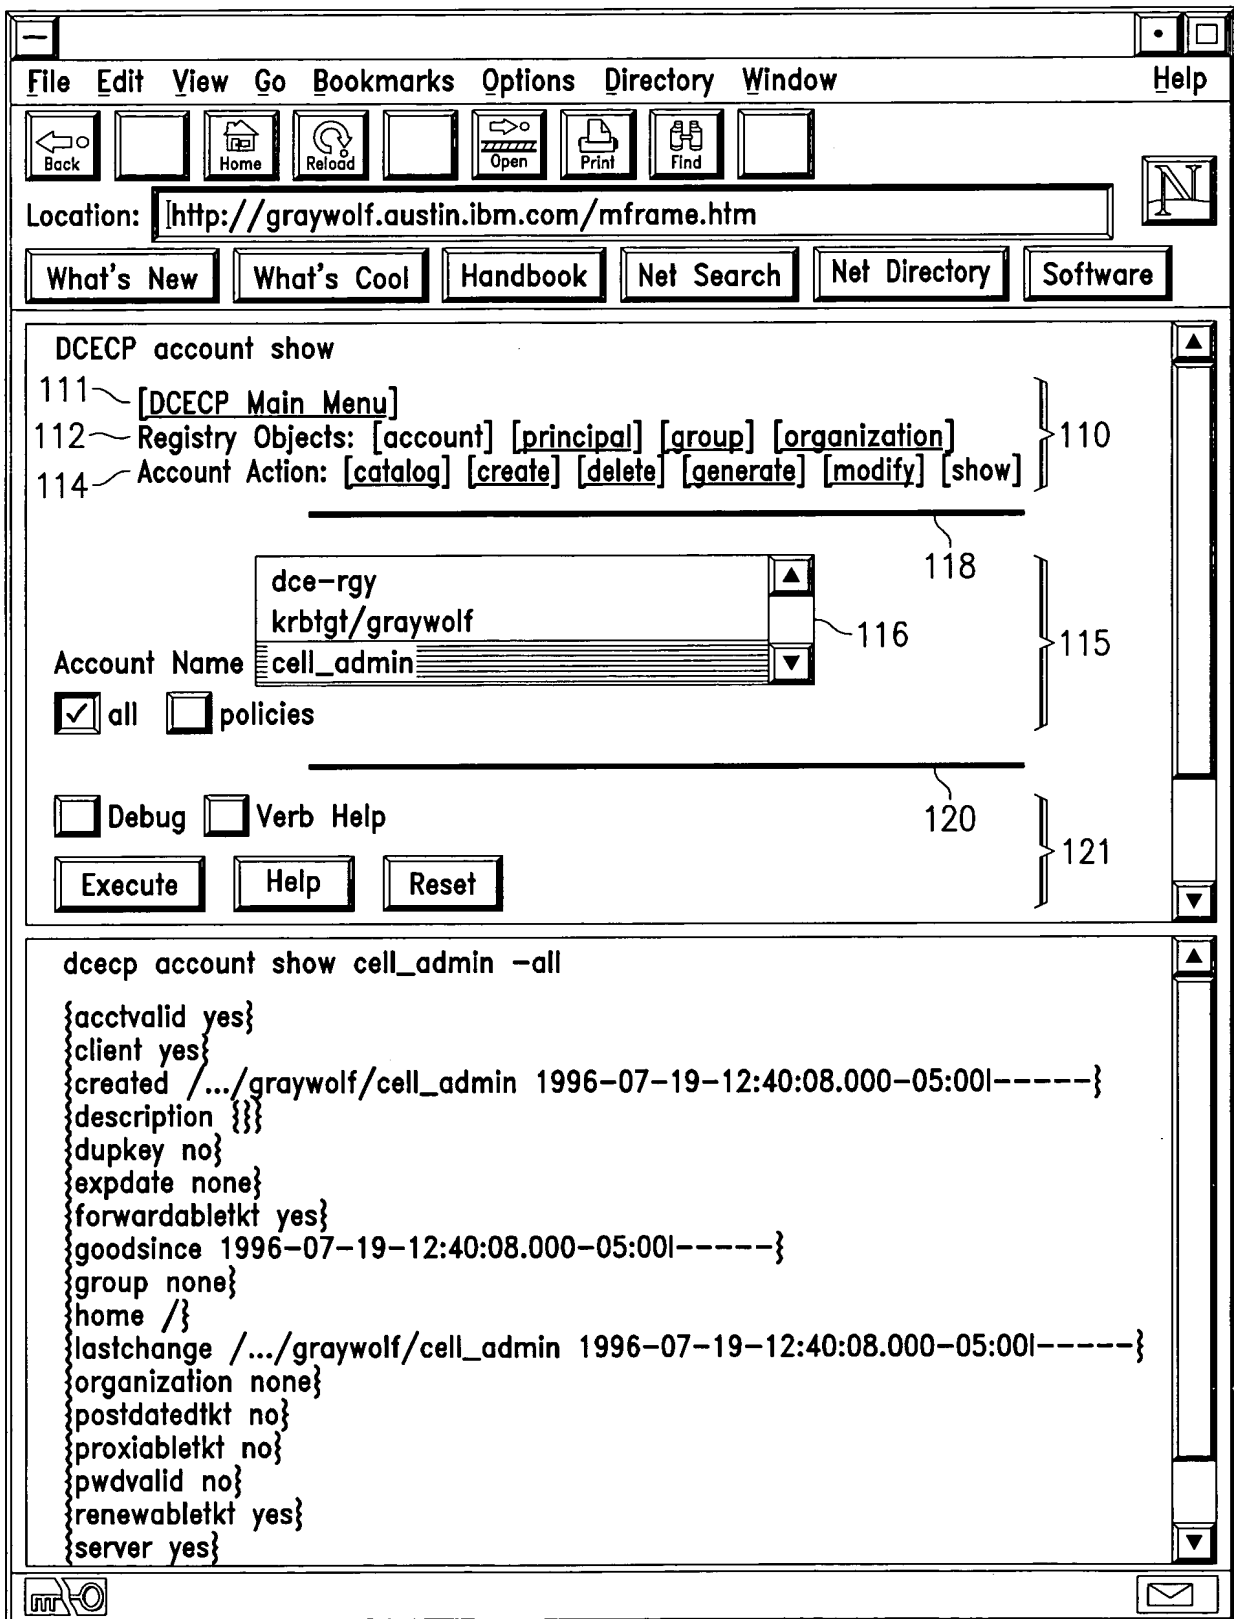 File Edit View Go Bookmarks Options Directory Window Help
Back Home Reload Open Print Find
N
Location: http://graywolf.austin.ibm.com/mframe.htm
What's New What's Cool Handbook Net Search Net Directory Software
DCECP account show
111 [DCECP Main Menu]
112 Registry Objects: [account] [principal] [group] [organization] 110
114 Account Action: [catalog] [create] [delete] [generate] [modify] [show]
118
dce-rgy
krbtgt/graywolf 116
Account Name cell_admin 115
all policies
120
Debug Verb Help
121
Execute Help Reset
dcecp account show cell_admin -all
{acctvalid yes}
{client yes}
{created /.../graywolf/cell_admin 1996-07-19-12:40:08.000-05:00I-----}
{description {}}
{dupkey no}
{expdate none}
{forwardabletkt yes}
{goodsince 1996-07-19-12:40:08.000-05:00I-----}
{group none}
{home /}
{lastchange /.../graywolf/cell_admin 1996-07-19-12:40:08.000-05:00I-----}
{organization none}
{postdatedtkt no}
{proxiabletkt no}
{pwdvalid no}
{renewabletkt yes}
{server yes}